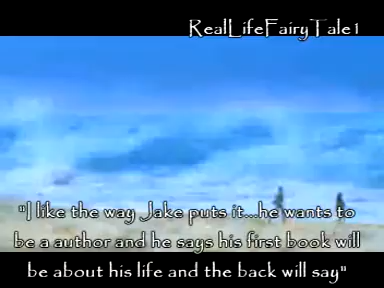 RealLifeFairyTale1
"I like the way Jake puts it...he wants to
be a author and he says his first book will
be about his life and the back will say"